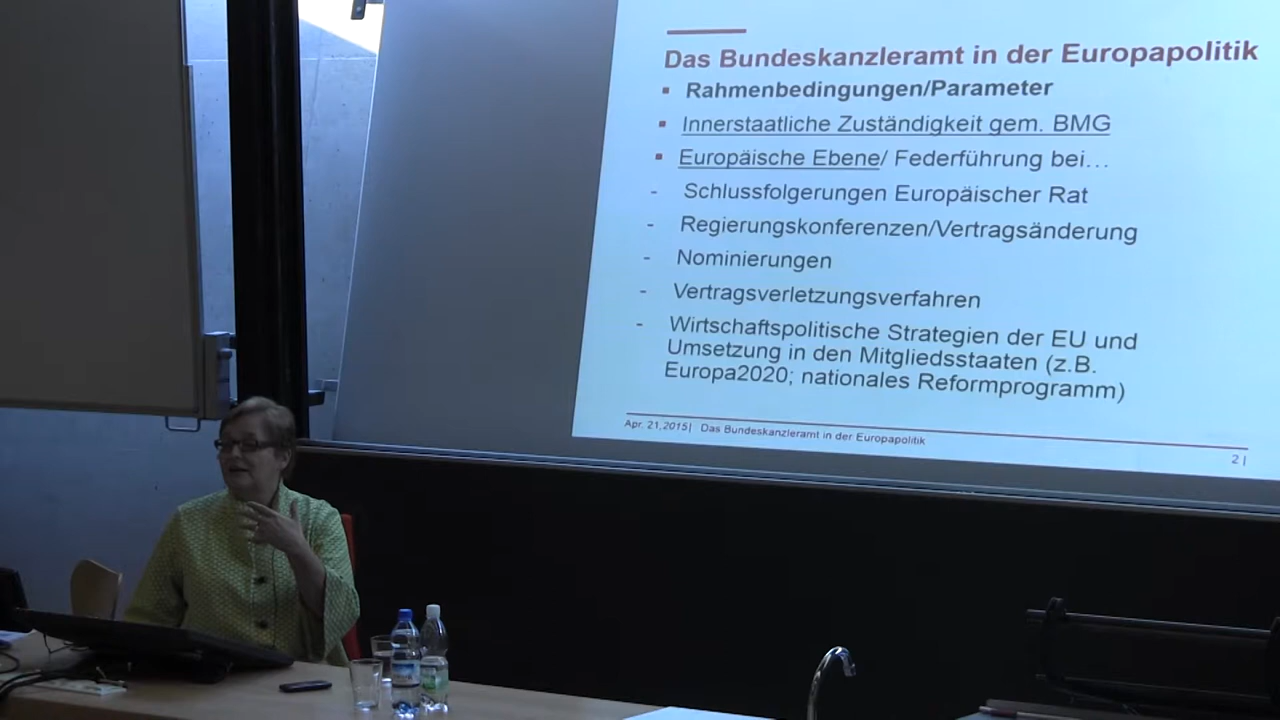 Das Bundeskanzleramt in der Europapolitik
▪ Rahmenbedingungen/Parameter
▪ Innerstaatliche Zuständigkeit gem. BMG
▪ Europäische Ebene/ Federführung bei…
- Schlussfolgerungen Europäischer Rat
- Regierungskonferenzen/Vertragsänderung
- Nominierungen
- Vertragsverletzungsverfahren
- Wirtschaftspolitische Strategien der EU und
Umsetzung in den Mitgliedsstaaten (z.B.
Europa2020; nationales Reformprogramm)
Apr. 21,2015| Das Bundeskanzleramt in der Europapolitik
2 |